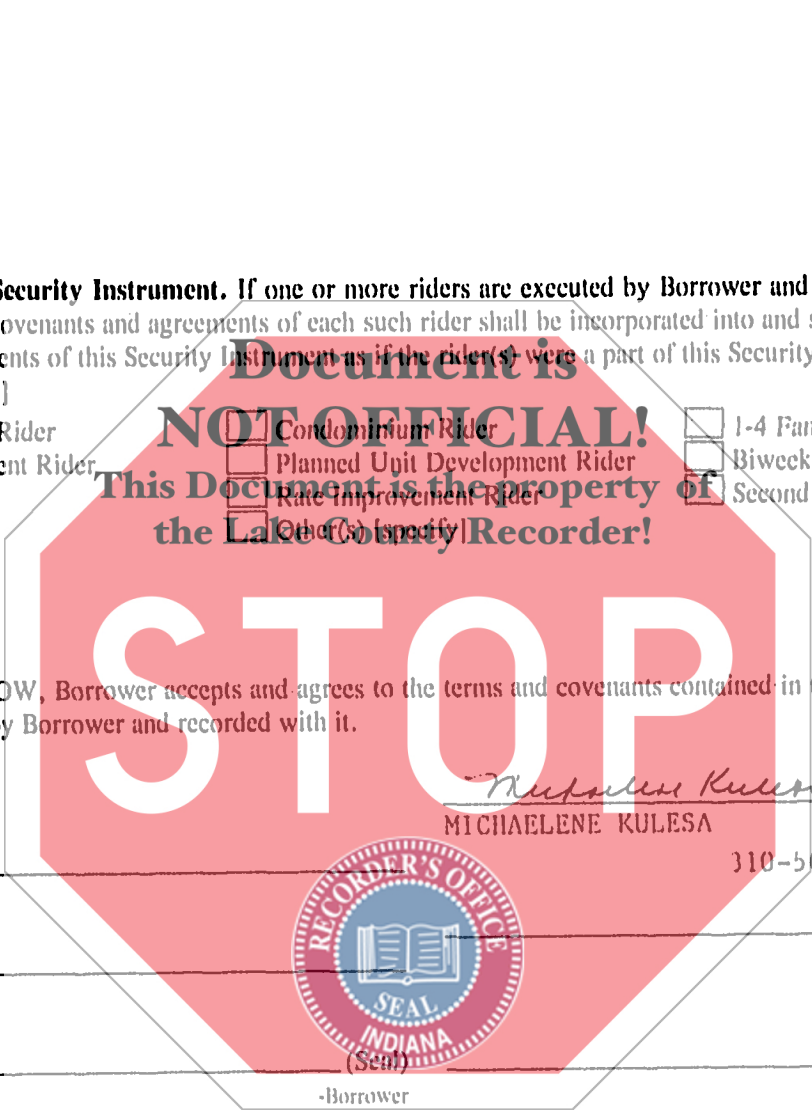 Security Instrument. If one or more riders are executed by Borrower and
ovenants and agreements of each such rider shall be incorporated into and s
ents of this Security Instrument as if the rider(s) were a part of this Security
]
Document is
NOT OFFICIAL!
This Document is the property of
the Lake County Recorder!
Rider
Condominium Rider
1-4 Fam
ent Rider
Planned Unit Development Rider
Biweek
Rate Improvement Rider
Second
Other(s) [specify]
STOP
OW, Borrower accepts and agrees to the terms and covenants contained in
y Borrower and recorded with it.
Michaelene Kulesa
MICHAELENE KULESA
310-50
RECORDER'S OFFICE
SEAL
INDIANA
(Seal)
-Borrower